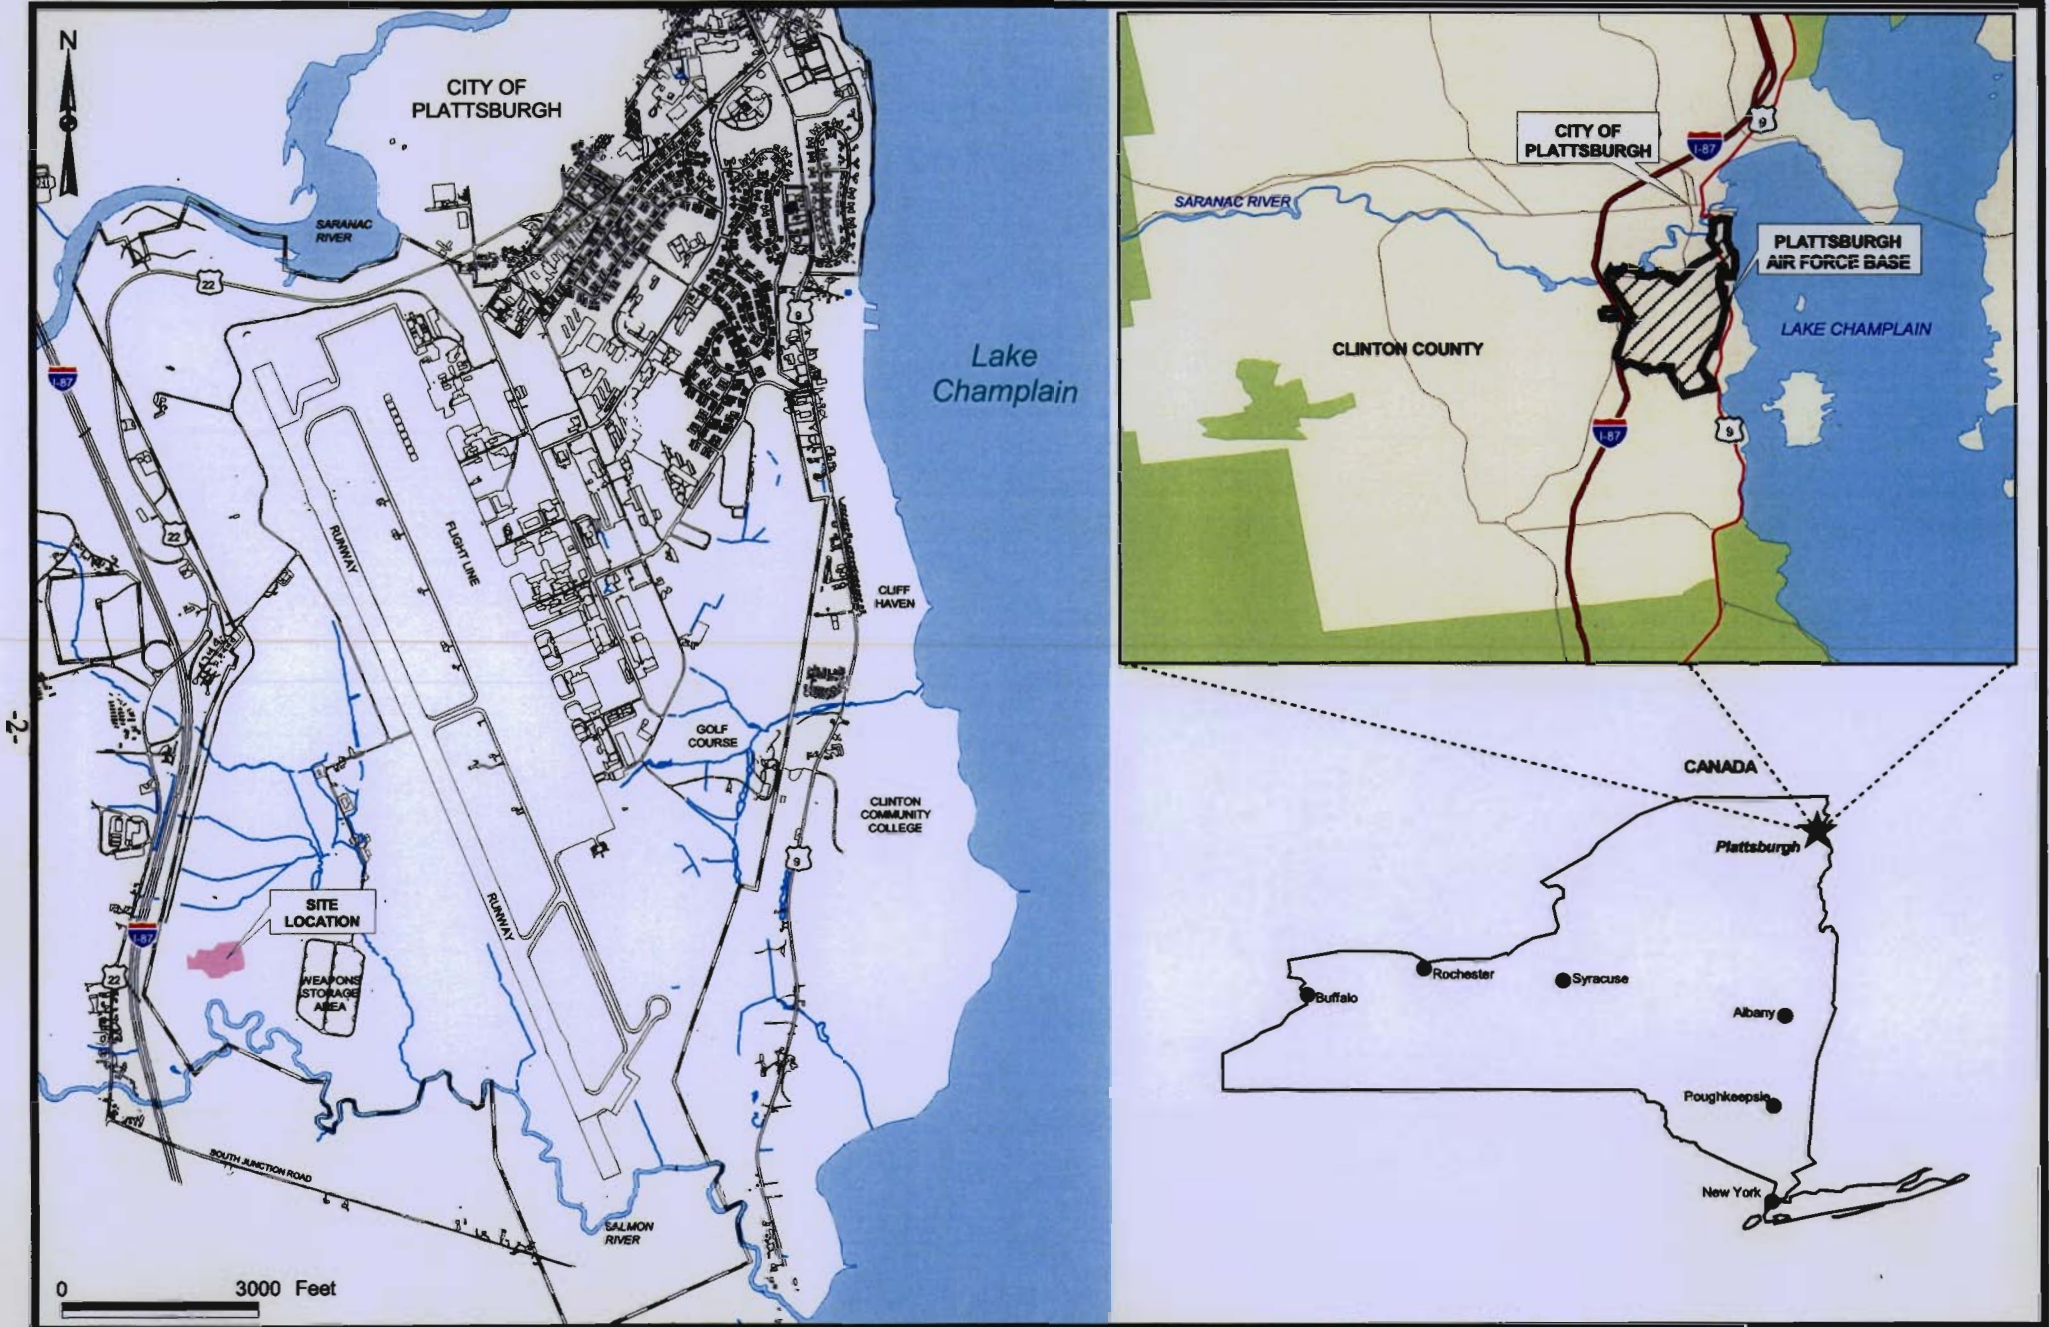 N
CITY OF
PLATTSBURGH
SARANAC
RIVER
22
9
I-87
Lake
Champlain
22
RUNWAY
FLIGHT LINE
CLIFF
HAVEN
GOLF
COURSE
CLINTON
COMMUNITY
COLLEGE
9
SITE
LOCATION
RUNWAY
I-87
22
WEAPONS
STORAGE
AREA
SOUTH JUNCTION ROAD
SALMON
RIVER
0 3000 Feet
-2-
9
CITY OF
PLATTSBURGH
I-87
SARANAC RIVER
PLATTSBURGH
AIR FORCE BASE
LAKE CHAMPLAIN
CLINTON COUNTY
I-87
9
CANADA
Plattsburgh
Rochester
Syracuse
Buffalo
Albany
Poughkeepsie
New York